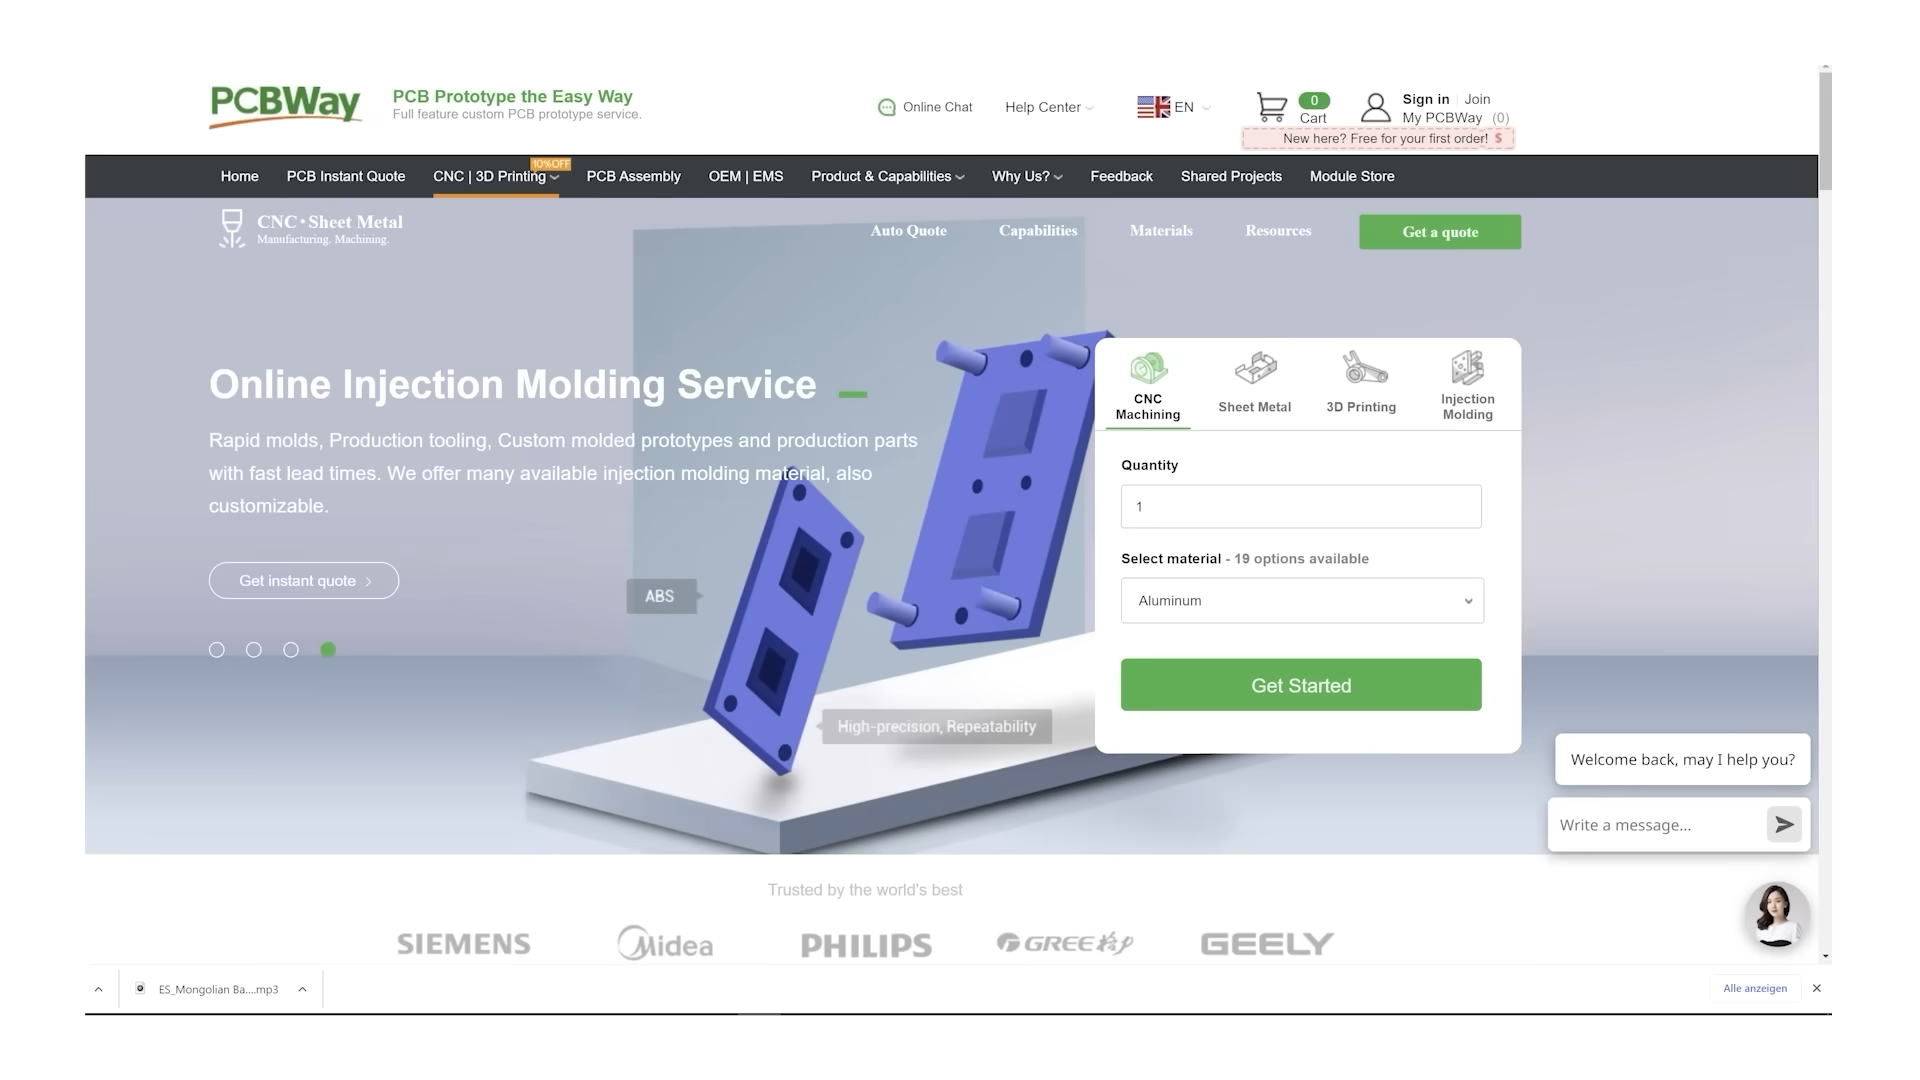 PCBWay
PCB Prototype the Easy Way
Full feature custom PCB prototype service.
Online Chat
Help Center
EN
0
Cart
Sign in
Join
My PCBWay (0)
New here? Free for your first order! $
10%OFF
Home
PCB Instant Quote
CNC | 3D Printing
PCB Assembly
OEM | EMS
Product & Capabilities
Why Us?
Feedback
Shared Projects
Module Store
CNC • Sheet Metal
Manufacturing. Machining.
Auto Quote
Capabilities
Materials
Resources
Get a quote
Online Injection Molding Service
Rapid molds, Production tooling, Custom molded prototypes and production parts
with fast lead times. We offer many available injection molding material, also
customizable.
Get instant quote
ABS
High-precision, Repeatability
CNC
Machining
Sheet Metal
3D Printing
Injection
Molding
Quantity
1
Select material - 19 options available
Aluminum
Get Started
Welcome back, may I help you?
Write a message...
Trusted by the world's best
SIEMENS
Midea
PHILIPS
GREE格力
GEELY
ES_Mongolian Ba....mp3
Alle anzeigen